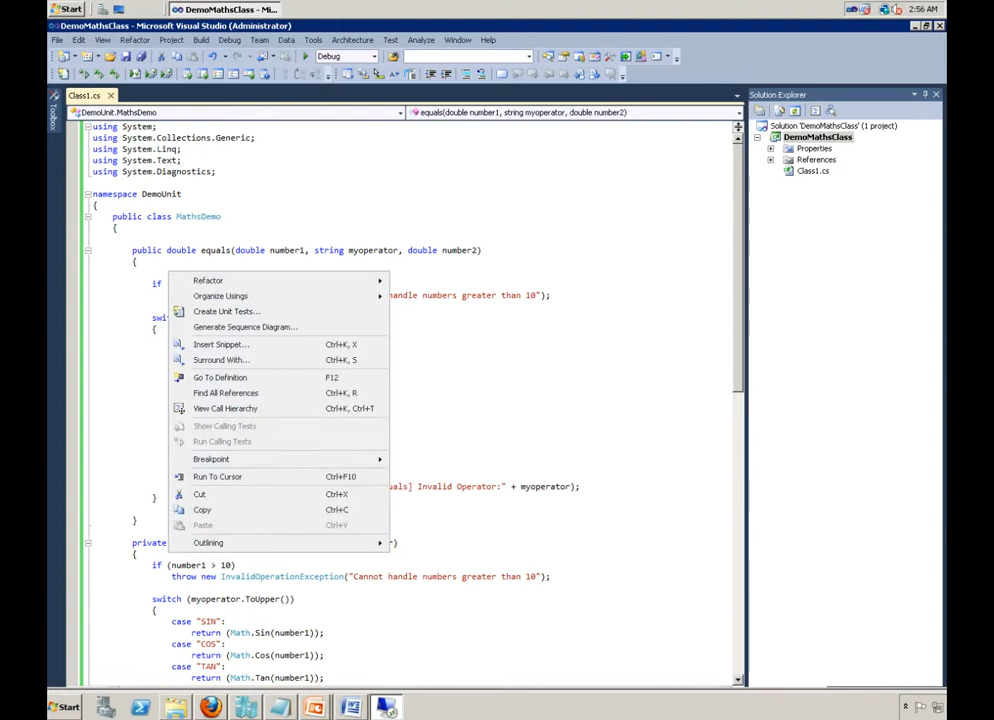 Start DemoMathsClass - Mi... 2:56 AM
DemoMathsClass - Microsoft Visual Studio (Administrator)
File Edit View Refactor Project Build Debug Team Data Tools Architecture Test Analyze Window Help
Debug
Class1.cs
Toolbox
DemoUnit.MathsDemo equals(double number1, string myoperator, double number2)
using System;
using System.Collections.Generic;
using System.Linq;
using System.Text;
using System.Diagnostics;
namespace DemoUnit
{
public class MathsDemo
{
public double equals(double number1, string myoperator, double number2)
{
if
handle numbers greater than 10");
swi
{
uals] Invalid Operator:" + myoperator);
}
}
private
r)
{
if (number1 > 10)
throw new InvalidOperationException("Cannot handle numbers greater than 10");
switch (myoperator.ToUpper())
{
case "SIN":
return (Math.Sin(number1));
case "COS":
return (Math.Cos(number1));
case "TAN":
return (Math.Tan(number1));
Refactor
Organize Usings
Create Unit Tests...
Generate Sequence Diagram...
Insert Snippet... Ctrl+K, X
Surround With... Ctrl+K, S
Go To Definition F12
Find All References Ctrl+K, R
View Call Hierarchy Ctrl+K, Ctrl+T
Show Calling Tests
Run Calling Tests
Breakpoint
Run To Cursor Ctrl+F10
Cut Ctrl+X
Copy Ctrl+C
Paste Ctrl+V
Outlining
Solution Explorer
Solution 'DemoMathsClass' (1 project)
DemoMathsClass
Properties
References
Class1.cs
Start